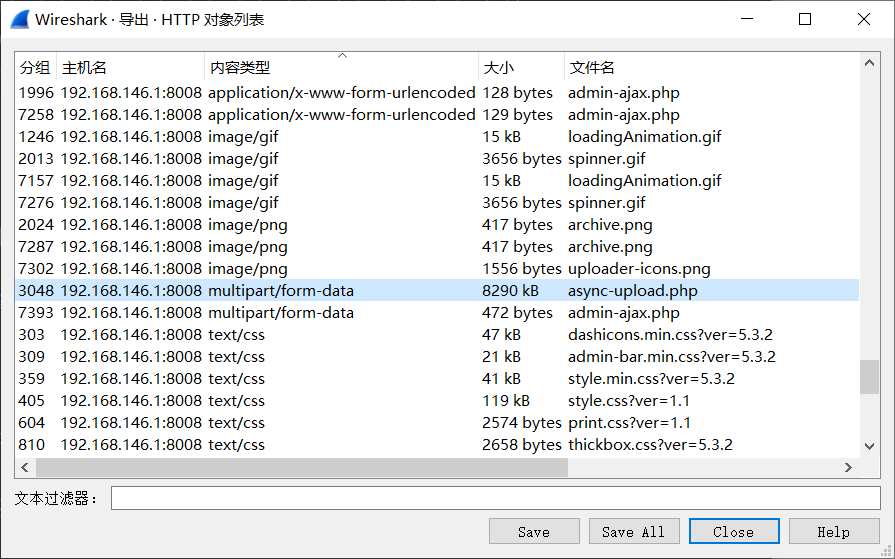 Wireshark · 导出 · HTTP 对象列表
分组 主机名 内容类型 大小 文件名
1996 192.168.146.1:8008 application/x-www-form-urlencoded 128 bytes admin-ajax.php
7258 192.168.146.1:8008 application/x-www-form-urlencoded 129 bytes admin-ajax.php
1246 192.168.146.1:8008 image/gif 15 kB loadingAnimation.gif
2013 192.168.146.1:8008 image/gif 3656 bytes spinner.gif
7157 192.168.146.1:8008 image/gif 15 kB loadingAnimation.gif
7276 192.168.146.1:8008 image/gif 3656 bytes spinner.gif
2024 192.168.146.1:8008 image/png 417 bytes archive.png
7287 192.168.146.1:8008 image/png 417 bytes archive.png
7302 192.168.146.1:8008 image/png 1556 bytes uploader-icons.png
3048 192.168.146.1:8008 multipart/form-data 8290 kB async-upload.php
7393 192.168.146.1:8008 multipart/form-data 472 bytes admin-ajax.php
303 192.168.146.1:8008 text/css 47 kB dashicons.min.css?ver=5.3.2
309 192.168.146.1:8008 text/css 21 kB admin-bar.min.css?ver=5.3.2
359 192.168.146.1:8008 text/css 41 kB style.min.css?ver=5.3.2
405 192.168.146.1:8008 text/css 119 kB style.css?ver=1.1
604 192.168.146.1:8008 text/css 2574 bytes print.css?ver=1.1
810 192.168.146.1:8008 text/css 2658 bytes thickbox.css?ver=5.3.2
文本过滤器：
Save Save All Close Help